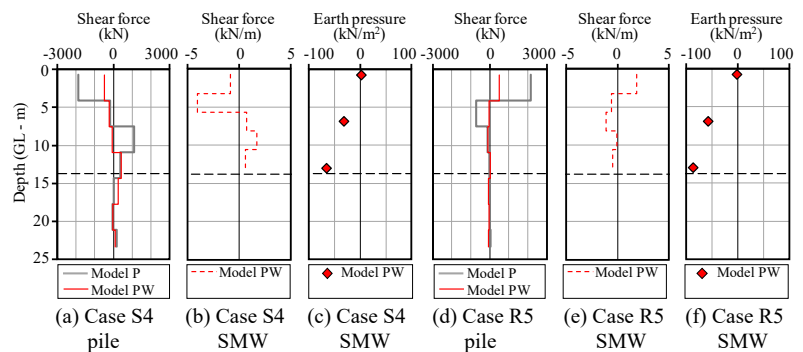 Shear force Shear force Earth pressure Shear force Shear force Earth pressure
(kN) (kN/m) (kN/m²) (kN) (kN/m) (kN/m²)
-3000 0 3000 -5 0 5 -100 0 100 -3000 0 3000 -5 0 5 -100 0 100
0
5
10
15
20
25
Depth (GL - m)
Model P Model PW Model PW Model P Model PW Model PW
Model PW Model PW
(a) Case S4 (b) Case S4 (c) Case S4 (d) Case R5 (e) Case R5 (f) Case R5
pile SMW SMW pile SMW SMW